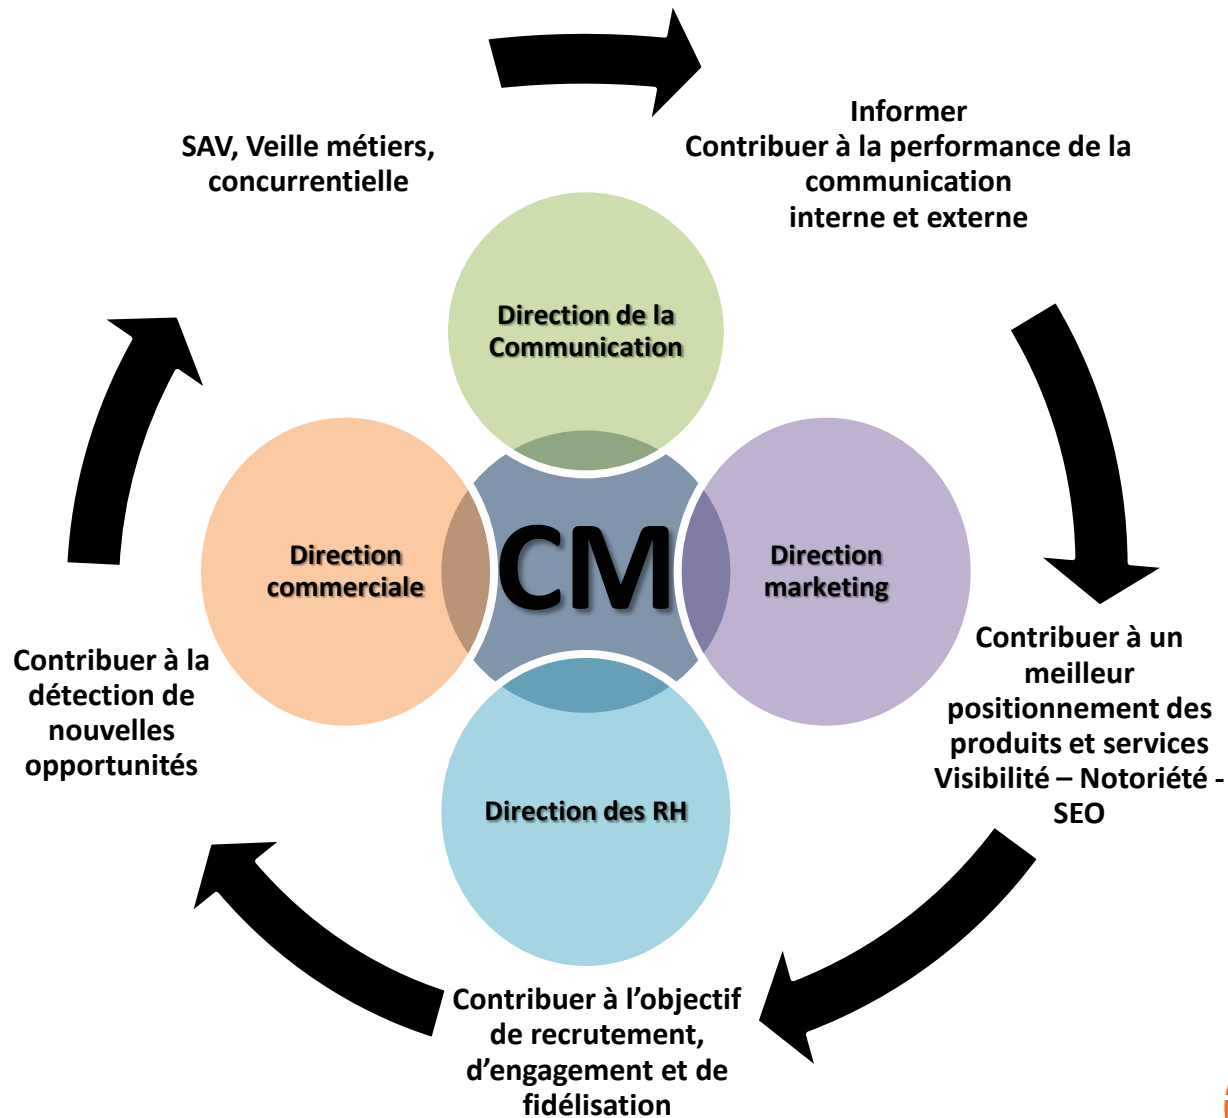 SAV, Veille métiers,
concurrentielle
Informer
Contribuer à la performance de la
communication
interne et externe
Direction de la
Communication
Direction
commerciale
CM
Direction
marketing
Contribuer à la
détection de
nouvelles
opportunités
Contribuer à un
meilleur
positionnement des
produits et services
Visibilité – Notoriété -
SEO
Direction des RH
Contribuer à l’objectif
de recrutement,
d’engagement et de
fidélisation